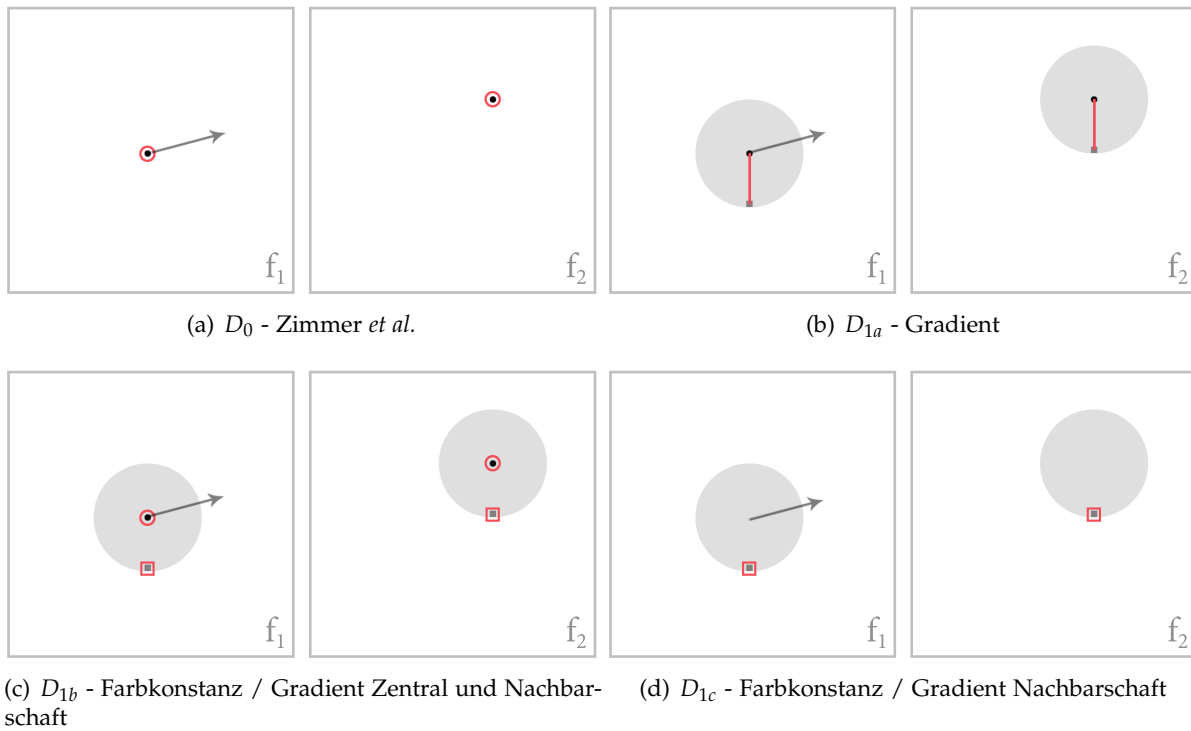 f₁
f₂
f₁
f₂
(a) D₀ - Zimmer et al.
(b) D₁ₐ - Gradient
f₁
f₂
f₁
f₂
(c) D₁b - Farbkonstanz / Gradient Zentral und Nachbar-
schaft
(d) D₁c - Farbkonstanz / Gradient Nachbarschaft